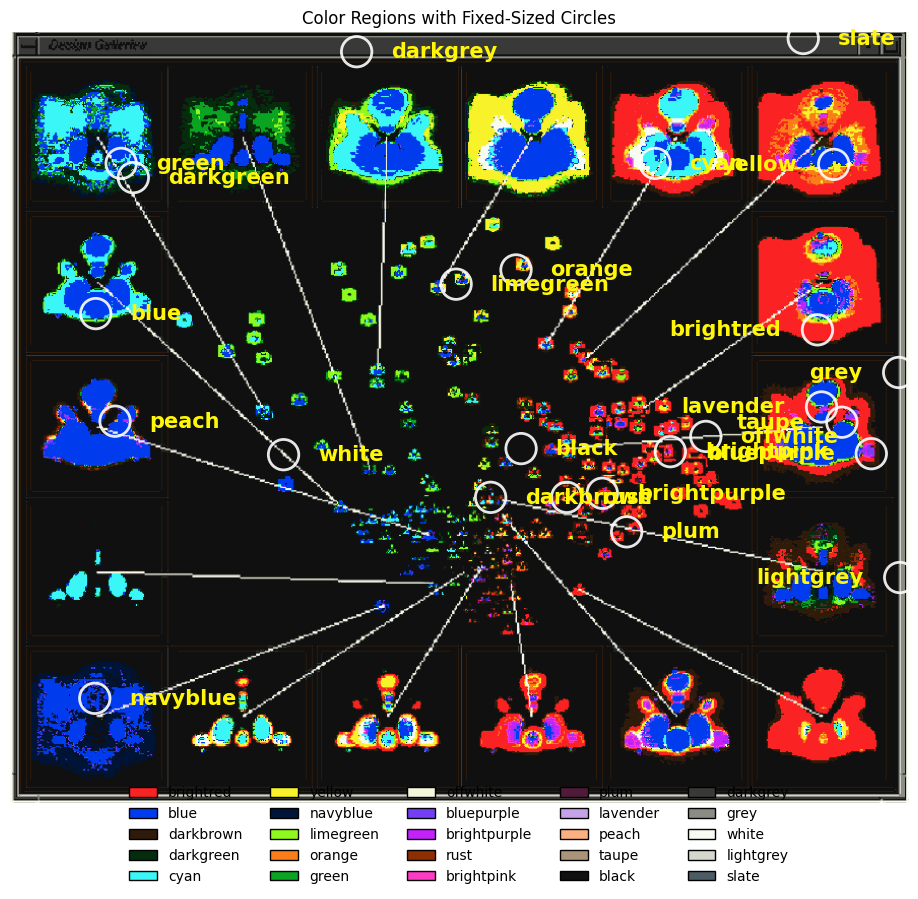 Color Regions with Fixed-Sized Circles
slate
Design Galleries
darkgrey
green
cyan
yellow
darkgreen
orange
limegreen
blue
brightred
grey
lavender
peach
taupe
offwhite
black
white
brightpink
bluepurple
darkbrown
rust
brightpurple
plum
lightgrey
navyblue
brightred yellow offwhite plum darkgrey
blue navyblue bluepurple lavender grey
darkbrown limegreen brightpurple peach white
darkgreen orange rust taupe lightgrey
cyan green brightpink black slate